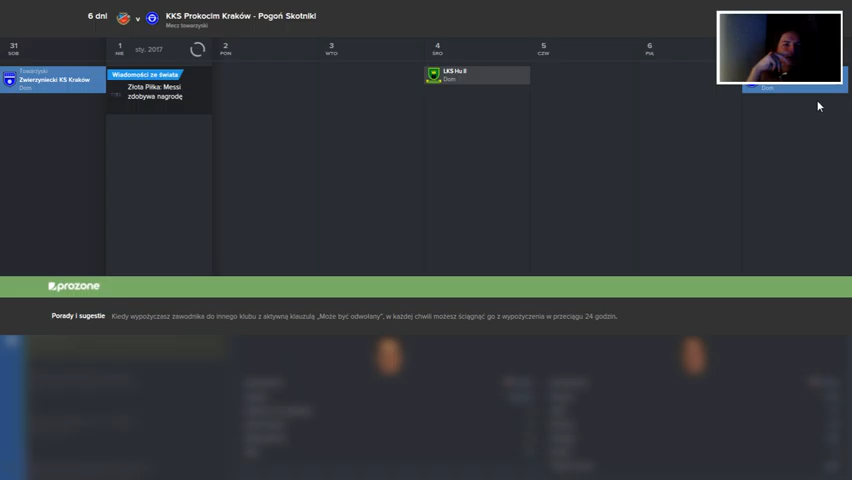 6 dni
v
KKS Prokocim Kraków - Pogoń Skotniki
Mecz towarzyski
31
SOB
1
NIE
sty. 2017
2
PON
3
WTO
4
ŚRO
5
CZW
6
PIĄ
Towarzyski
Zwierzyniecki KS Kraków
Dom
Wiadomości ze świata
Złota Piłka: Messi
zdobywa nagrodę
LKS Hu II
Dom
Dom
prozone
Porady i sugestie
Kiedy wypożyczasz zawodnika do innego klubu z aktywną klauzulą „Może być odwołany”, w każdej chwili możesz ściągnąć go z wypożyczenia w przeciągu 24 godzin.